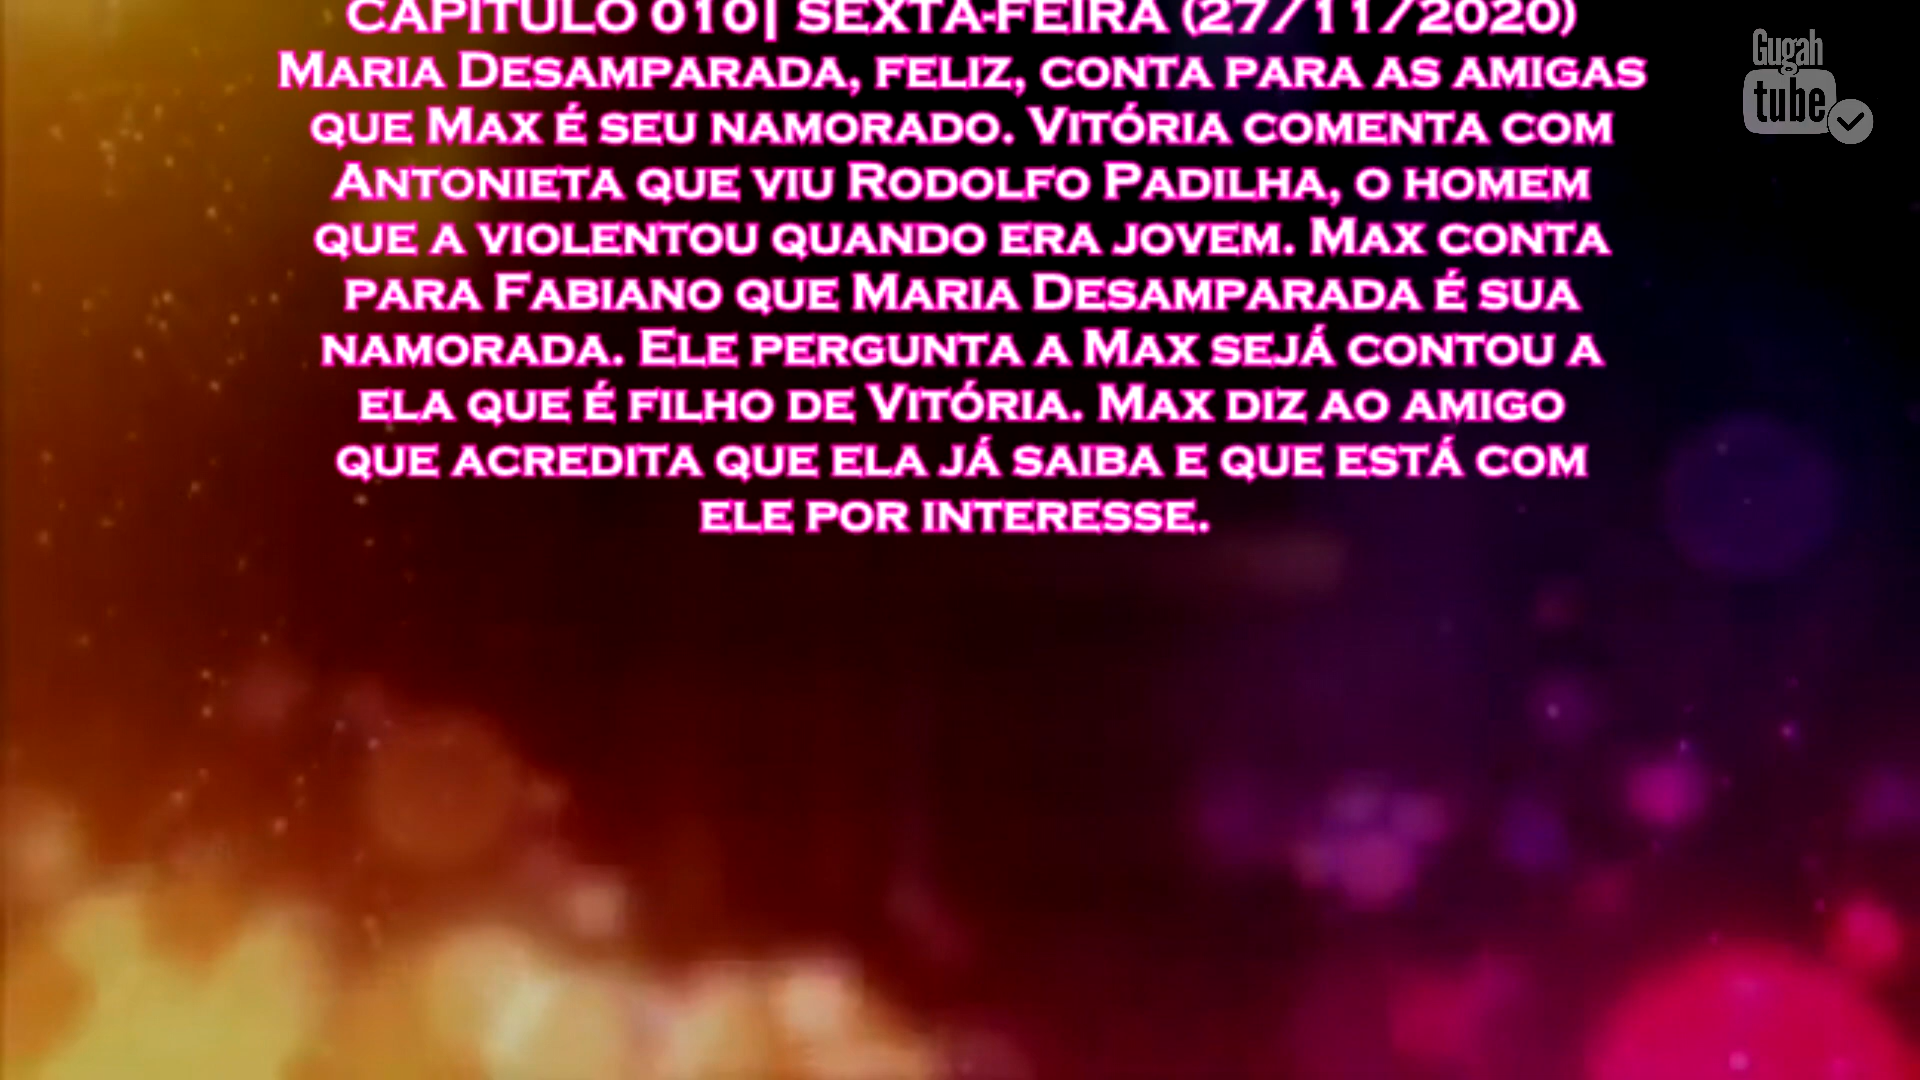 CAPÍTULO 010| SEXTA-FEIRA (27/11/2020)
MARIA DESAMPARADA, FELIZ, CONTA PARA AS AMIGAS
QUE MAX É SEU NAMORADO. VITÓRIA COMENTA COM
ANTONIETA QUE VIU RODOLFO PADILHA, O HOMEM
QUE A VIOLENTOU QUANDO ERA JOVEM. MAX CONTA
PARA FABIANO QUE MARIA DESAMPARADA É SUA
NAMORADA. ELE PERGUNTA A MAX SEJÁ CONTOU A
ELA QUE É FILHO DE VITÓRIA. MAX DIZ AO AMIGO
QUE ACREDITA QUE ELA JÁ SAIBA E QUE ESTÁ COM
ELE POR INTERESSE.
Gugah
tube